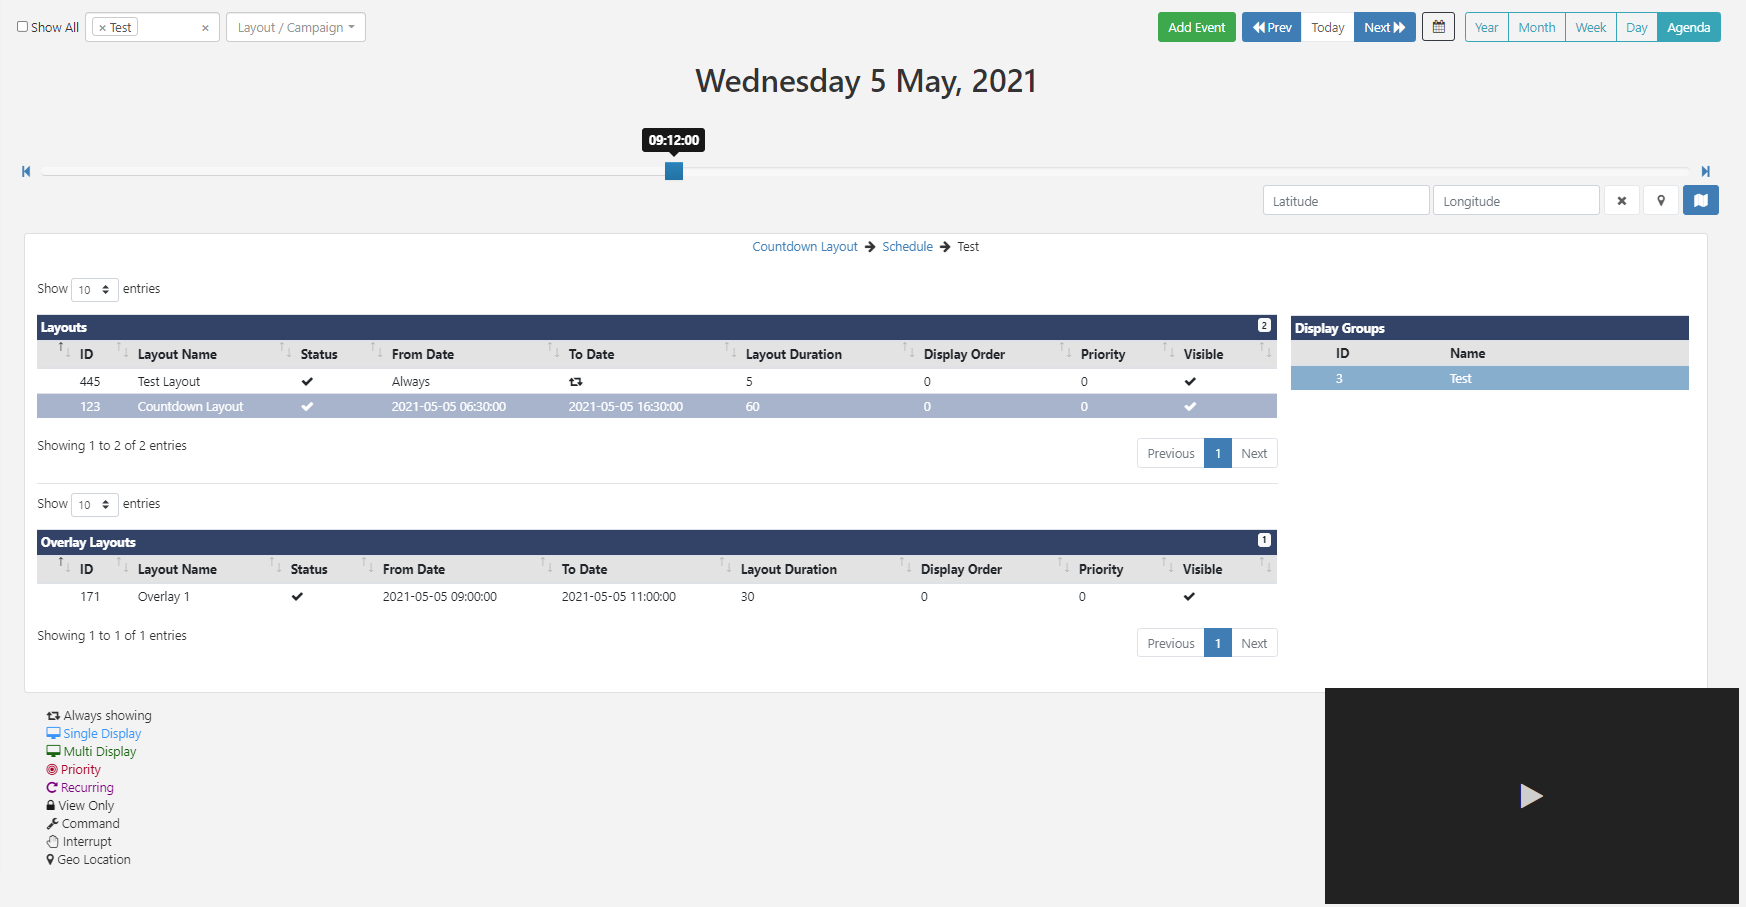 Show All × Test × Layout / Campaign Add Event Prev Today Next Year Month Week Day Agenda
Wednesday 5 May, 2021
09:12:00
Latitude Longitude
Countdown Layout → Schedule → Test
Show 10 entries
Layouts 2
ID Layout Name Status From Date To Date Layout Duration Display Order Priority Visible
445 Test Layout Always 5 0 0
123 Countdown Layout 2021-05-05 06:30:00 2021-05-05 16:30:00 60 0 0
Showing 1 to 2 of 2 entries
Previous 1 Next
Display Groups
ID Name
3 Test
Show 10 entries
Overlay Layouts 1
ID Layout Name Status From Date To Date Layout Duration Display Order Priority Visible
171 Overlay 1 2021-05-05 09:00:00 2021-05-05 11:00:00 30 0 0
Showing 1 to 1 of 1 entries
Previous 1 Next
Always showing
Single Display
Multi Display
Priority
Recurring
View Only
Command
Interrupt
Geo Location